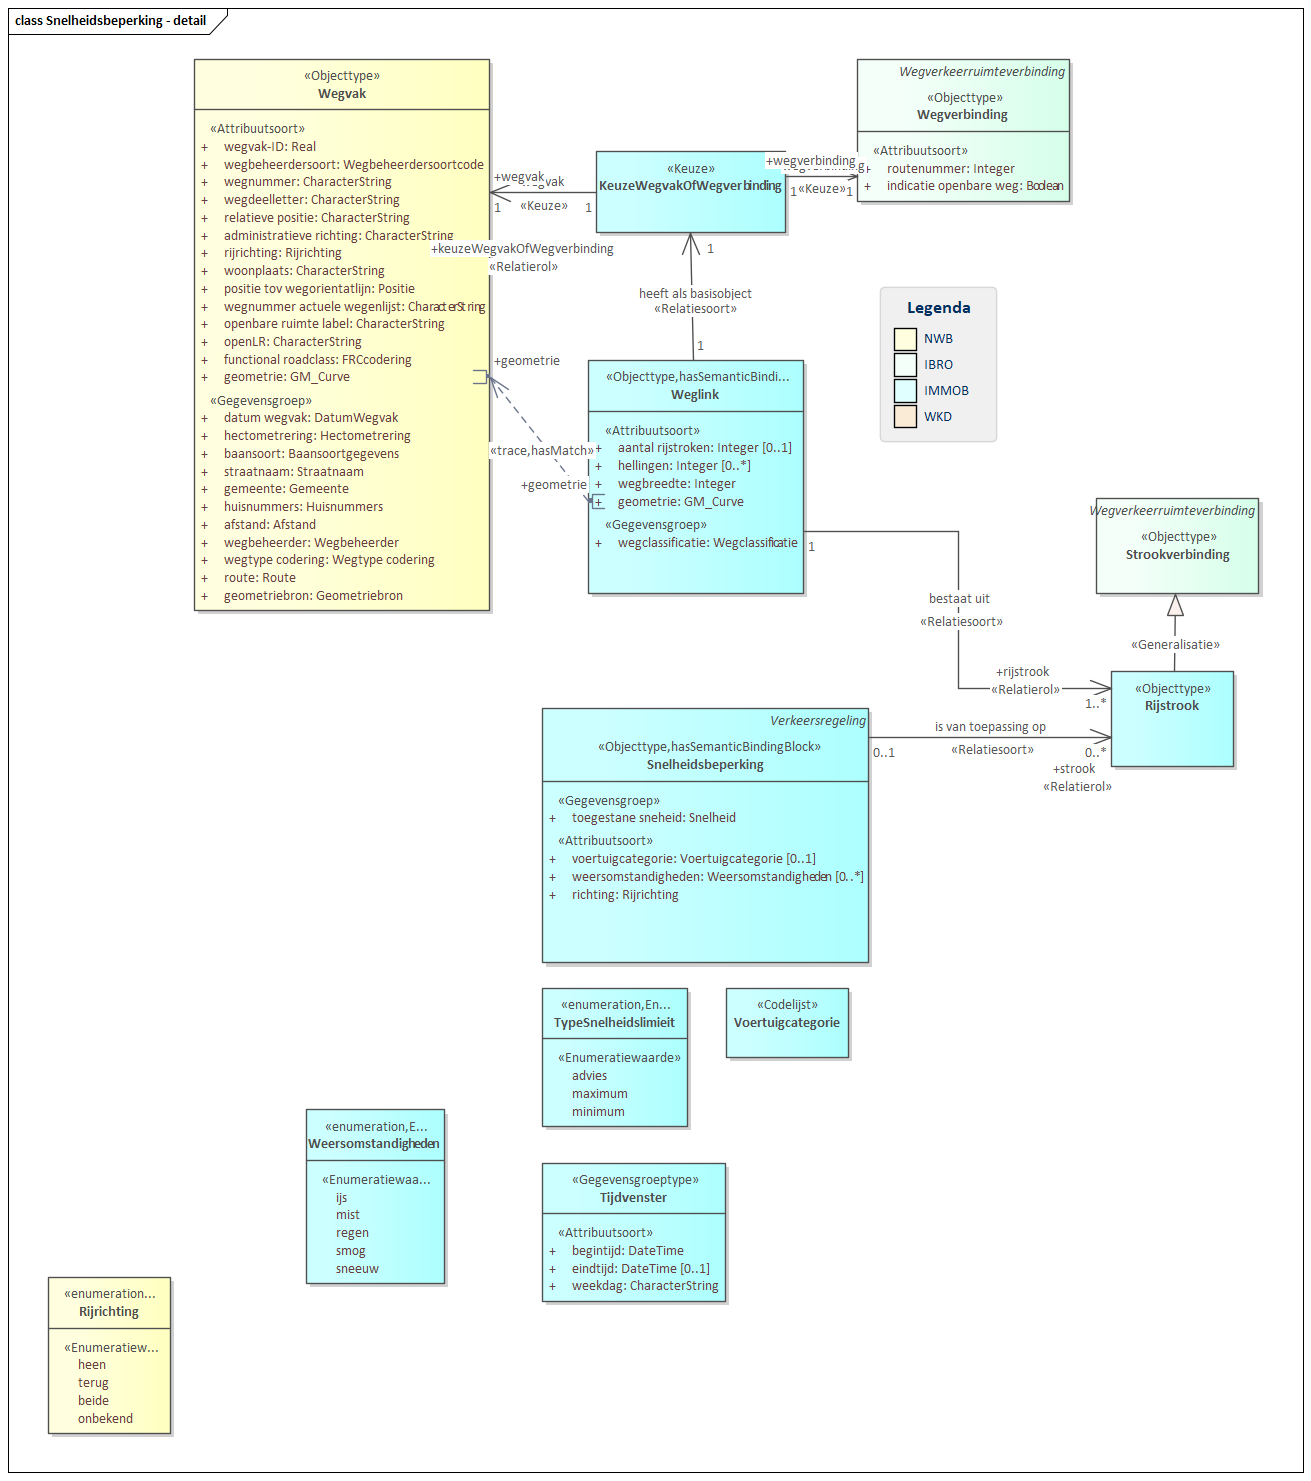 class Snelheidsbeperking - detail
«Objecttype»
Wegvak
«Attribuutsoort»
+ wegvak-ID: Real
+ wegbeheerdersoort: Wegbeheerdersoortcode
+ wegnummer: CharacterString
+ wegdeelletter: CharacterString
+ relatieve positie: CharacterString
+ administratieve richting: CharacterString
+ rijrichting: Rijrichting
+ woonplaats: CharacterString
+ positie tov wegorientatlijn: Positie
+ wegnummer actuele wegenlijst: CharacterString
+ openbare ruimte label: CharacterString
+ openLR: CharacterString
+ functional roadclass: FRCcodering
+ geometrie: GM_Curve
«Gegevensgroep»
+ datum wegvak: DatumWegvak
+ hectometrering: Hectometrering
+ baansoort: Baansoortgegevens
+ straatnaam: Straatnaam
+ gemeente: Gemeente
+ huisnummers: Huisnummers
+ afstand: Afstand
+ wegbeheerder: Wegbeheerder
+ wegtype codering: Wegtype codering
+ route: Route
+ geometriebron: Geometriebron
+wegvak
1
«Keuze»
1
«Keuze»
KeuzeWegvakOfWegverbinding
+wegverbinding
1 «Keuze» 1
Wegverkeerruimteverbinding
«Objecttype»
Wegverbinding
«Attribuutsoort»
+ routenummer: Integer
+ indicatie openbare weg: Boolean
+keuzeWegvakOfWegverbinding
«Relatierol»
1
heeft als basisobject
«Relatiesoort»
1
Legenda
NWB
IBRO
IMMOB
WKD
+geometrie
«trace,hasMatch»
+geometrie
«Objecttype,hasSemanticBindi...
Weglink
«Attribuutsoort»
+ aantal rijstroken: Integer [0..1]
+ hellingen: Integer [0..*]
+ wegbreedte: Integer
+ geometrie: GM_Curve
«Gegevensgroep»
+ wegclassificatie: Wegclassificatie
1
bestaat uit
«Relatiesoort»
+rijstrook
«Relatierol»
1..*
Wegverkeerruimteverbinding
«Objecttype»
Strookverbinding
«Generalisatie»
«Objecttype»
Rijstrook
Verkeersregeling
«Objecttype,hasSemanticBindingBlock»
Snelheidsbeperking
«Gegevensgroep»
+ toegestane sneheid: Snelheid
«Attribuutsoort»
+ voertuigcategorie: Voertuigcategorie [0..1]
+ weersomstandigheden: Weersomstandigheden [0..*]
+ richting: Rijrichting
is van toepassing op
0..1
«Relatiesoort»
0..*
+strook
«Relatierol»
«enumeration,En...
TypeSnelheidslimieit
«Enumeratiewaarde»
advies
maximum
minimum
«Codelijst»
Voertuigcategorie
«enumeration,E...
Weersomstandigheden
«Enumeratiewaa...
ijs
mist
regen
smog
sneeuw
«Gegevensgroeptype»
Tijdvenster
«Attribuutsoort»
+ begintijd: DateTime
+ eindtijd: DateTime [0..1]
+ weekdag: CharacterString
«enumeration...
Rijrichting
«Enumeratiew...
heen
terug
beide
onbekend